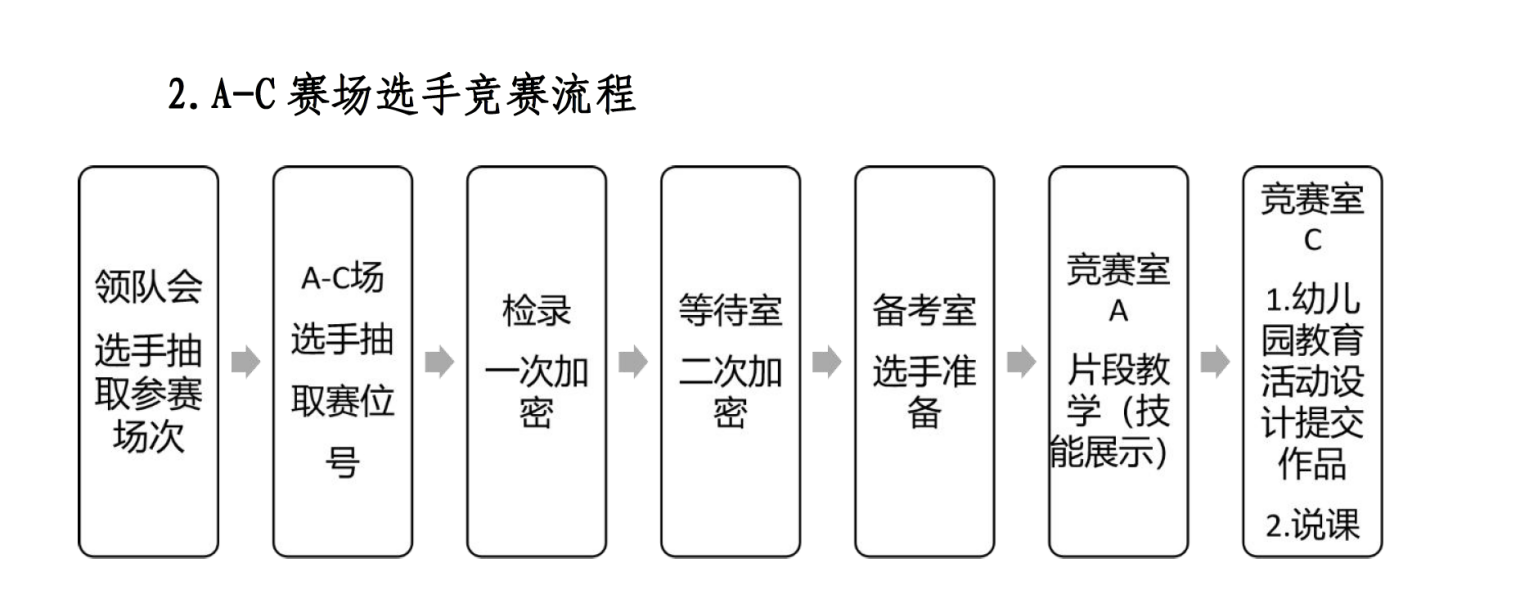 2. A-C 赛场选手竞赛流程
领队会
选手抽
取参赛
场次
A-C场
选手抽
取赛位
号
检录
一次加
密
等待室
二次加
密
备考室
选手准
备
竞赛室
A
片段教
学（技
能展示）
竞赛室
C
1.幼儿
园教育
活动设
计提交
作品
2.说课